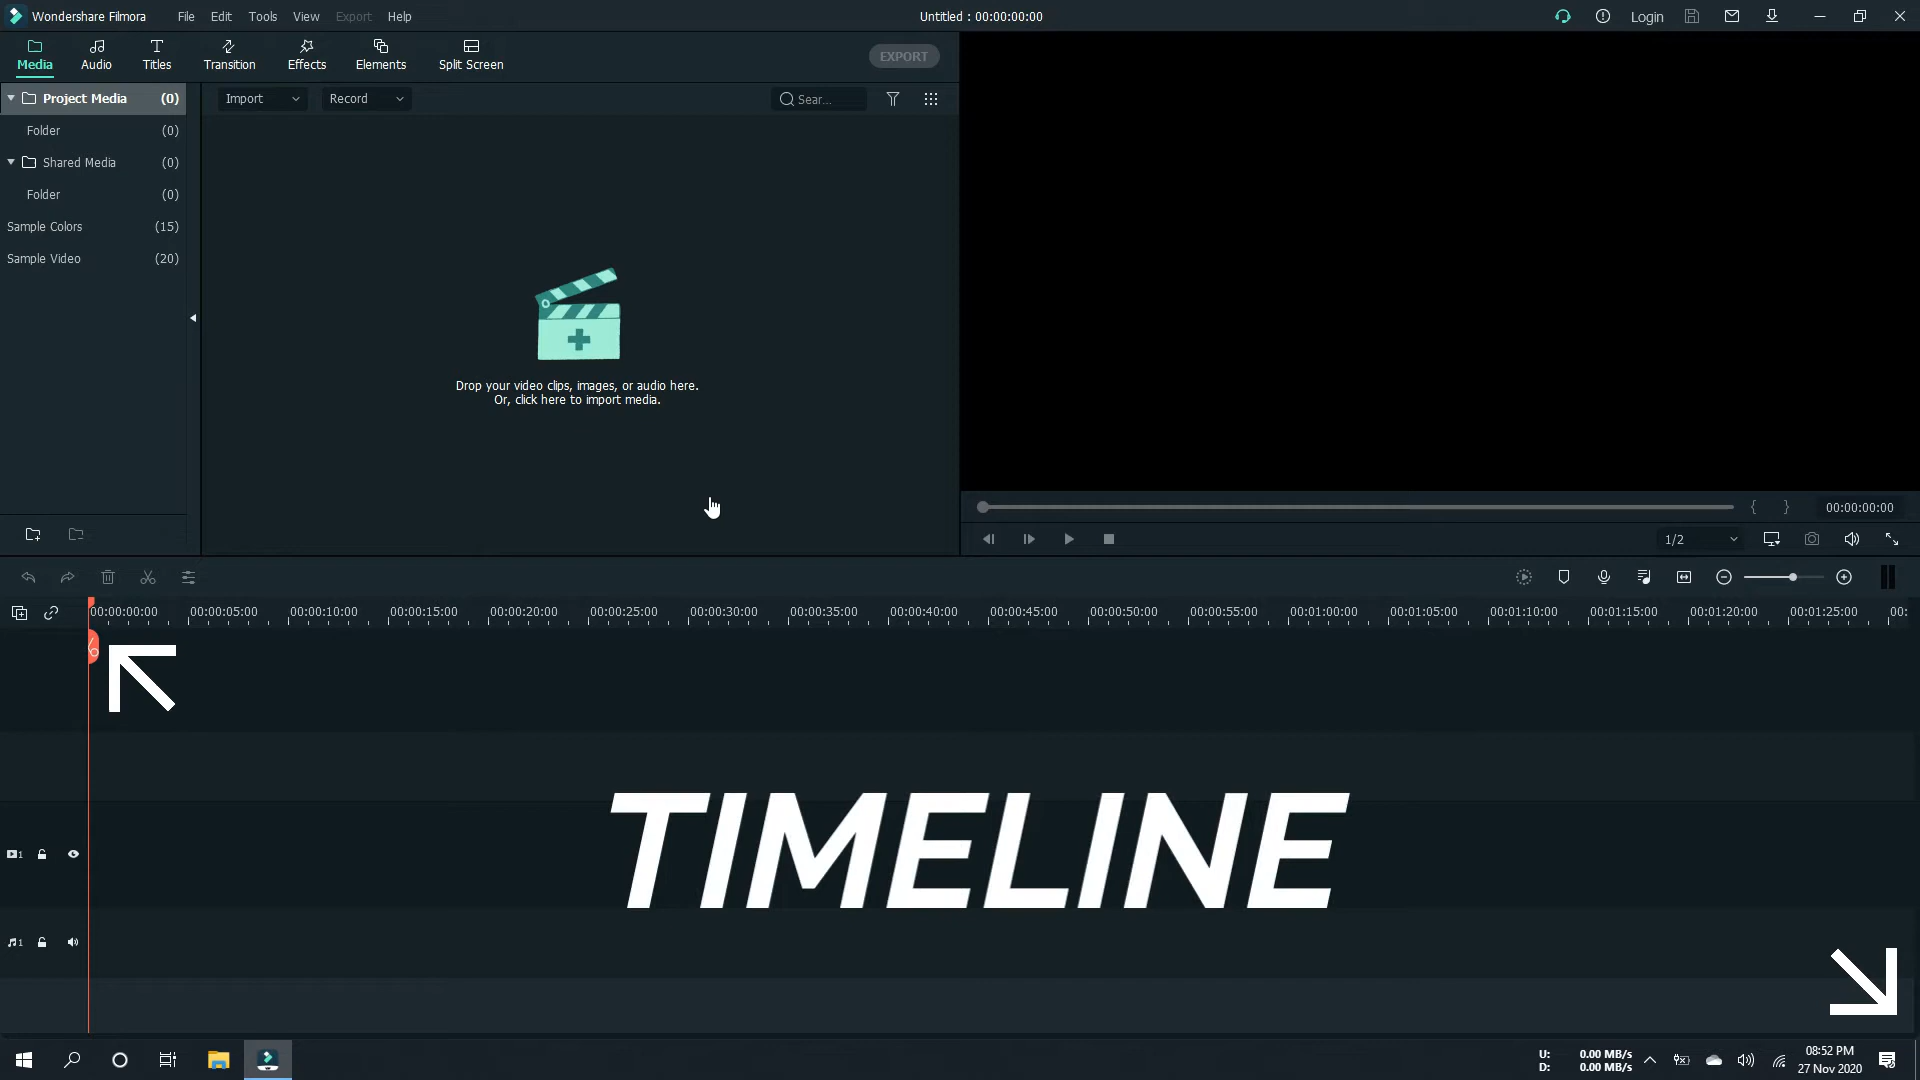 Wondershare Filmora File Edit Tools View Export Help
Untitled : 00:00:00:00
Login
Media Audio Titles Transition Effects Elements Split Screen
EXPORT
Project Media (0)
Folder (0)
Shared Media (0)
Folder (0)
Sample Colors (15)
Sample Video (20)
Import Record Sear...
Drop your video clips, images, or audio here.
Or, click here to import media.
{ } 00:00:00:00
1/2
00:00:00:00 00:00:05:00 00:00:10:00 00:00:15:00 00:00:20:00 00:00:25:00 00:00:30:00 00:00:35:00 00:00:40:00 00:00:45:00 00:00:50:00 00:00:55:00 00:01:00:00 00:01:05:00 00:01:10:00 00:01:15:00 00:01:20:00 00:01:25:00 00:
TIMELINE
1
1
U: 0.00 MB/s
D: 0.00 MB/s
08:52 PM
27 Nov 2020